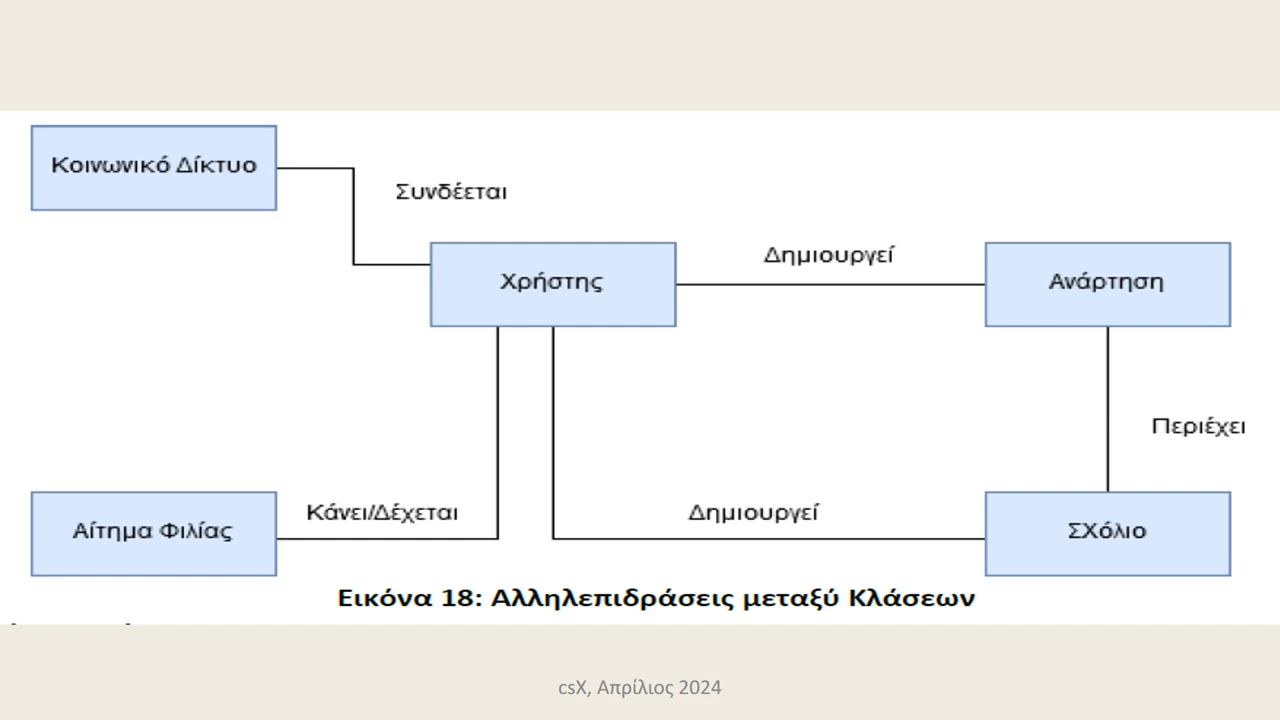 Κοινωνικό Δίκτυο
Συνδέεται
Χρήστης
Δημιουργεί
Ανάρτηση
Περιέχει
Αίτημα Φιλίας
Κάνει/Δέχεται
Δημιουργεί
ΣΧόλιο
Εικόνα 18: Αλληλεπιδράσεις μεταξύ Κλάσεων
csX, Απρίλιος 2024